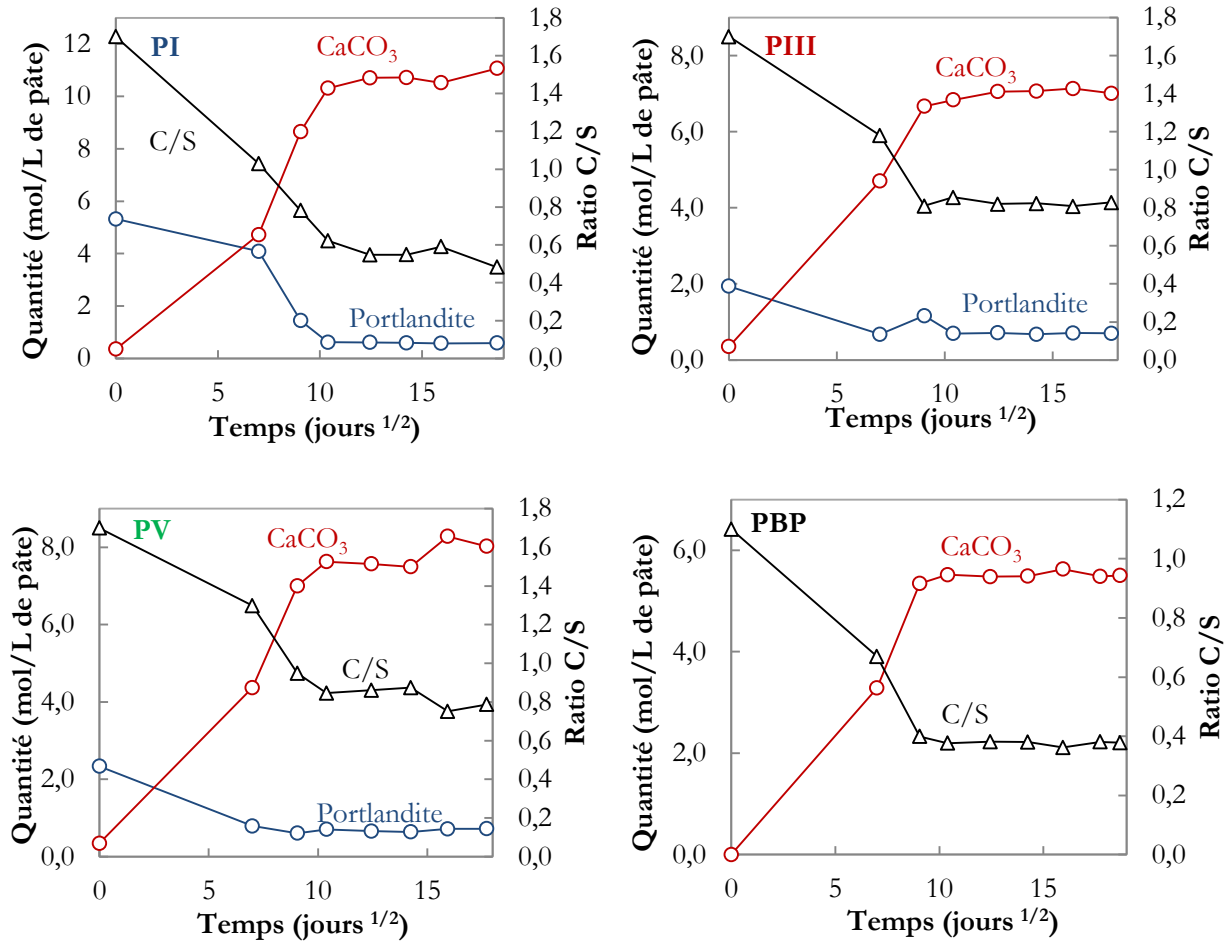 PI
CaCO3
C/S
Portlandite
Quantité (mol/L de pâte)
12
10
8
6
4
2
0
1,8
1,6
1,4
1,2
1,0
0,8
0,6
0,4
0,2
0,0
Ratio C/S
0 5 10 15
Temps (jours 1/2)
PIII
CaCO3
Portlandite
Quantité (mol/L de pâte)
8,0
6,0
4,0
2,0
0,0
1,8
1,6
1,4
1,2
1,0
0,8
0,6
0,4
0,2
0,0
Ratio C/S
0 5 10 15
Temps (jours 1/2)
PV
CaCO3
C/S
Portlandite
Quantité (mol/L de pâte)
8,0
6,0
4,0
2,0
0,0
1,8
1,6
1,4
1,2
1,0
0,8
0,6
0,4
0,2
0,0
Ratio C/S
0 5 10 15
Temps (jours 1/2)
PBP
CaCO3
C/S
Quantité (mol/L de pâte)
6,0
4,0
2,0
0,0
1,2
1,0
0,8
0,6
0,4
0,2
0,0
Ratio C/S
0 5 10 15
Temps (jours 1/2)